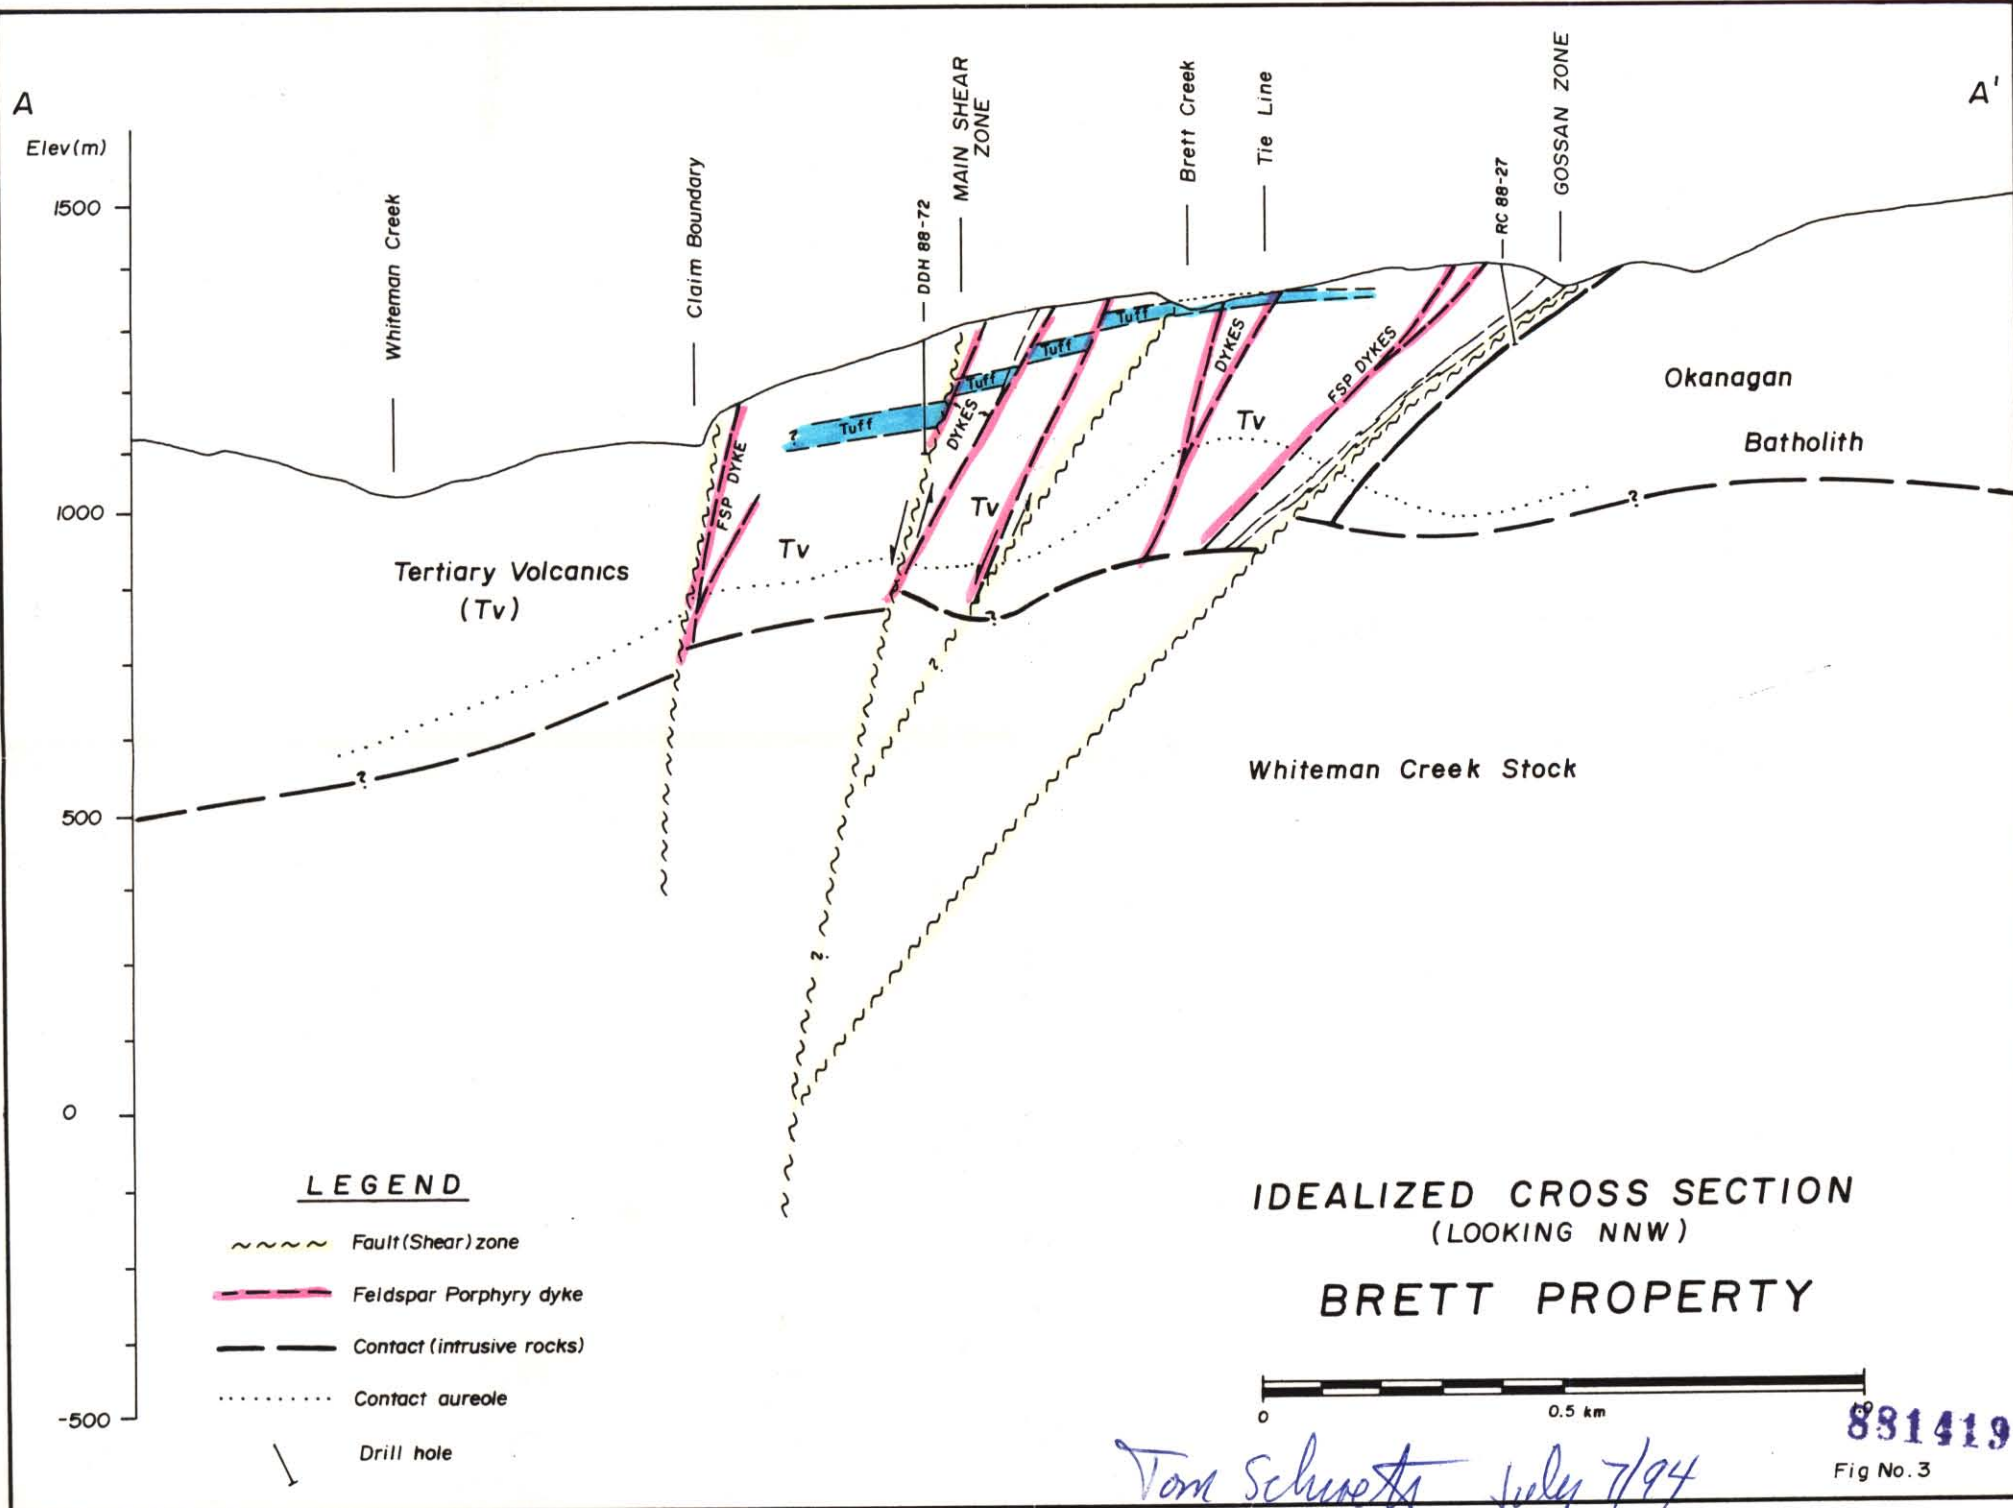 A
A'
Elev(m)
1500
1000
500
0
-500
Whiteman Creek
Claim Boundary
DDH 88-72
MAIN SHEAR
ZONE
Brett Creek
Tie Line
RC 88-27
GOSSAN ZONE
Tuff
Tuff
Tuff
Tuff
?
FSP DYKE
DYKES
DYKES
FSP DYKES
Tv
Tv
Tv
Okanagan
Batholith
?
Tertiary Volcanics
(Tv)
?
?
?
?
Whiteman Creek Stock
LEGEND
Fault (Shear) zone
Feldspar Porphyry dyke
Contact (intrusive rocks)
Contact aureole
Drill hole
IDEALIZED CROSS SECTION
(LOOKING NNW)
BRETT PROPERTY
0
0.5 km
881419
Fig No. 3
Tom Schroeter July 7/94